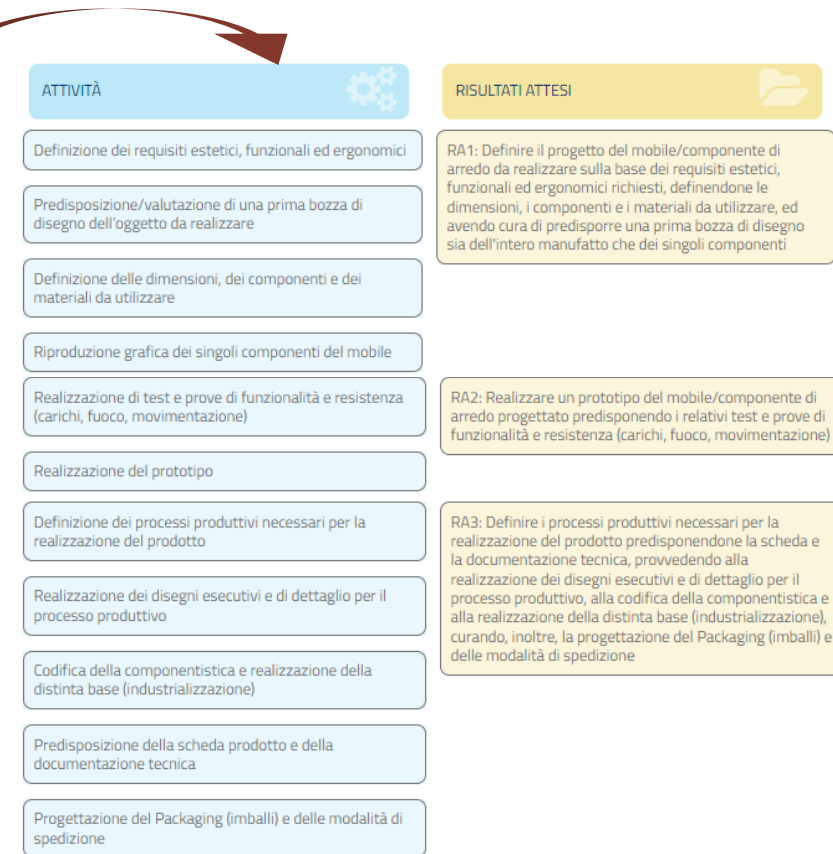 ATTIVITÀ
Definizione dei requisiti estetici, funzionali ed ergonomici
Predisposizione/valutazione di una prima bozza di
disegno dell'oggetto da realizzare
Definizione delle dimensioni, dei componenti e dei
materiali da utilizzare
Riproduzione grafica dei singoli componenti del mobile
Realizzazione di test e prove di funzionalità e resistenza
(carichi, fuoco, movimentazione)
Realizzazione del prototipo
Definizione dei processi produttivi necessari per la
realizzazione del prodotto
Realizzazione dei disegni esecutivi e di dettaglio per il
processo produttivo
Codifica della componentistica e realizzazione della
distinta base (industrializzazione)
Predisposizione della scheda prodotto e della
documentazione tecnica
Progettazione del Packaging (imballi) e delle modalità di
spedizione
RISULTATI ATTESI
RA1: Definire il progetto del mobile/componente di
arredo da realizzare sulla base dei requisiti estetici,
funzionali ed ergonomici richiesti, definendone le
dimensioni, i componenti e i materiali da utilizzare, ed
avendo cura di predisporre una prima bozza di disegno
sia dell'intero manufatto che dei singoli componenti
RA2: Realizzare un prototipo del mobile/componente di
arredo progettato predisponendo i relativi test e prove di
funzionalità e resistenza (carichi, fuoco, movimentazione)
RA3: Definire i processi produttivi necessari per la
realizzazione del prodotto predisponendone la scheda e
la documentazione tecnica, provvedendo alla
realizzazione dei disegni esecutivi e di dettaglio per il
processo produttivo, alla codifica della componentistica e
alla realizzazione della distinta base (industrializzazione),
curando, inoltre, la progettazione del Packaging (imballi) e
delle modalità di spedizione